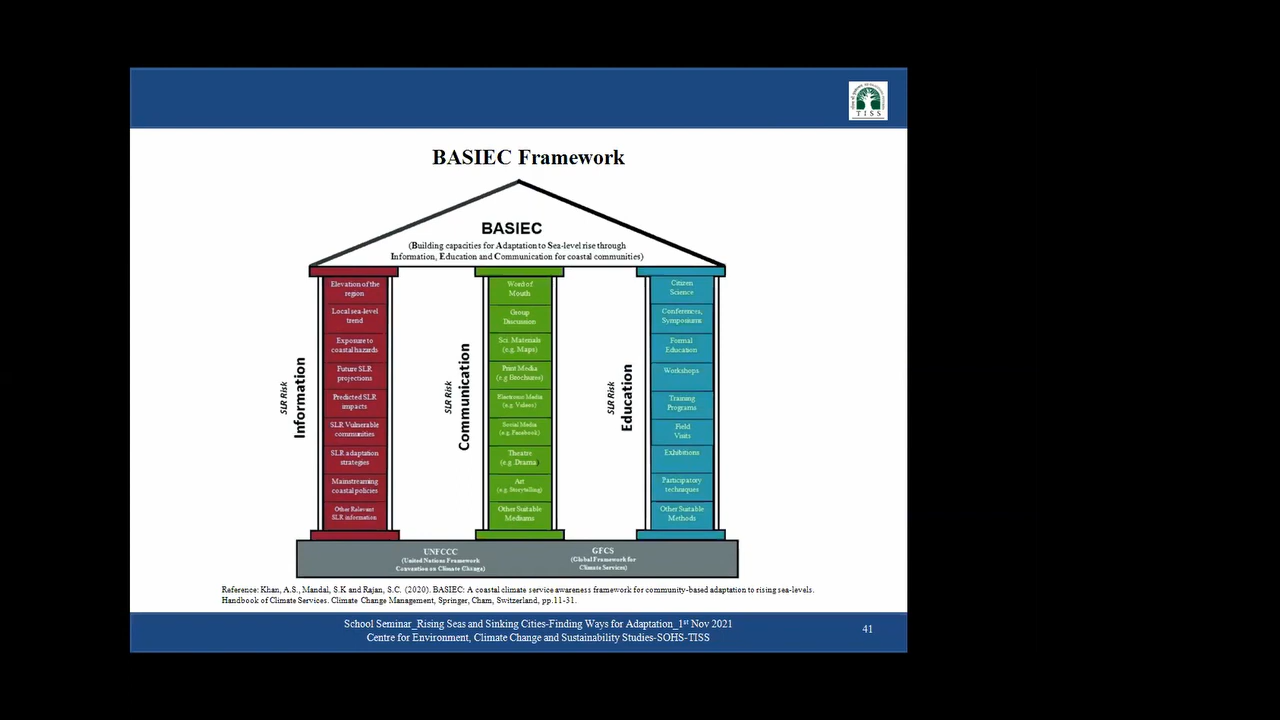 TISS
BASIEC Framework
BASIEC
(Building capacities for Adaptation to Sea-level rise through
Information, Education and Communication for coastal communities)
SLR Risk
Information
Elevation of the
region
Local sea-level
trend
Exposure to
coastal hazards
Future SLR
projections
Predicted SLR
impacts
SLR Vulnerable
communities
SLR adaptation
strategies
Mainstreaming
coastal policies
Other Relevant
SLR information
SLR Risk
Communication
Word of
Mouth
Group
Discussion
Sci. Materials
(e.g. Maps)
Print Media
(e.g Brochures)
Electronic Media
(e.g.
Social Media
(e.g. Facebook)
Theatre
(e.g. Drama)
Art
(e.g. Storytelling)
Other Suitable
Mediums
SLR Risk
Education
Citizen
Science
Conferences,
Symposiums
Formal
Education
Workshops
Training
Programs
Field
Visits
Exhibitions
Participatory
techniques
Other Suitable
Methods
UNFCCC
(United Nations Framework
Convention on Climate Change)
GFCS
(Global Framework for
Climate Services)
Reference: Khan, A.S., Mandal, S.K and Rajan, S.C. (2020). BASIEC: A coastal climate service awareness framework for community-based adaptation to rising sea-levels.
Handbook of Climate Services. Climate Change Management, Springer, Cham, Switzerland, pp.11-31.
School Seminar_Rising Seas and Sinking Cities-Finding Ways for Adaptation_1st Nov 2021
Centre for Environment, Climate Change and Sustainability Studies-SOHS-TISS
41